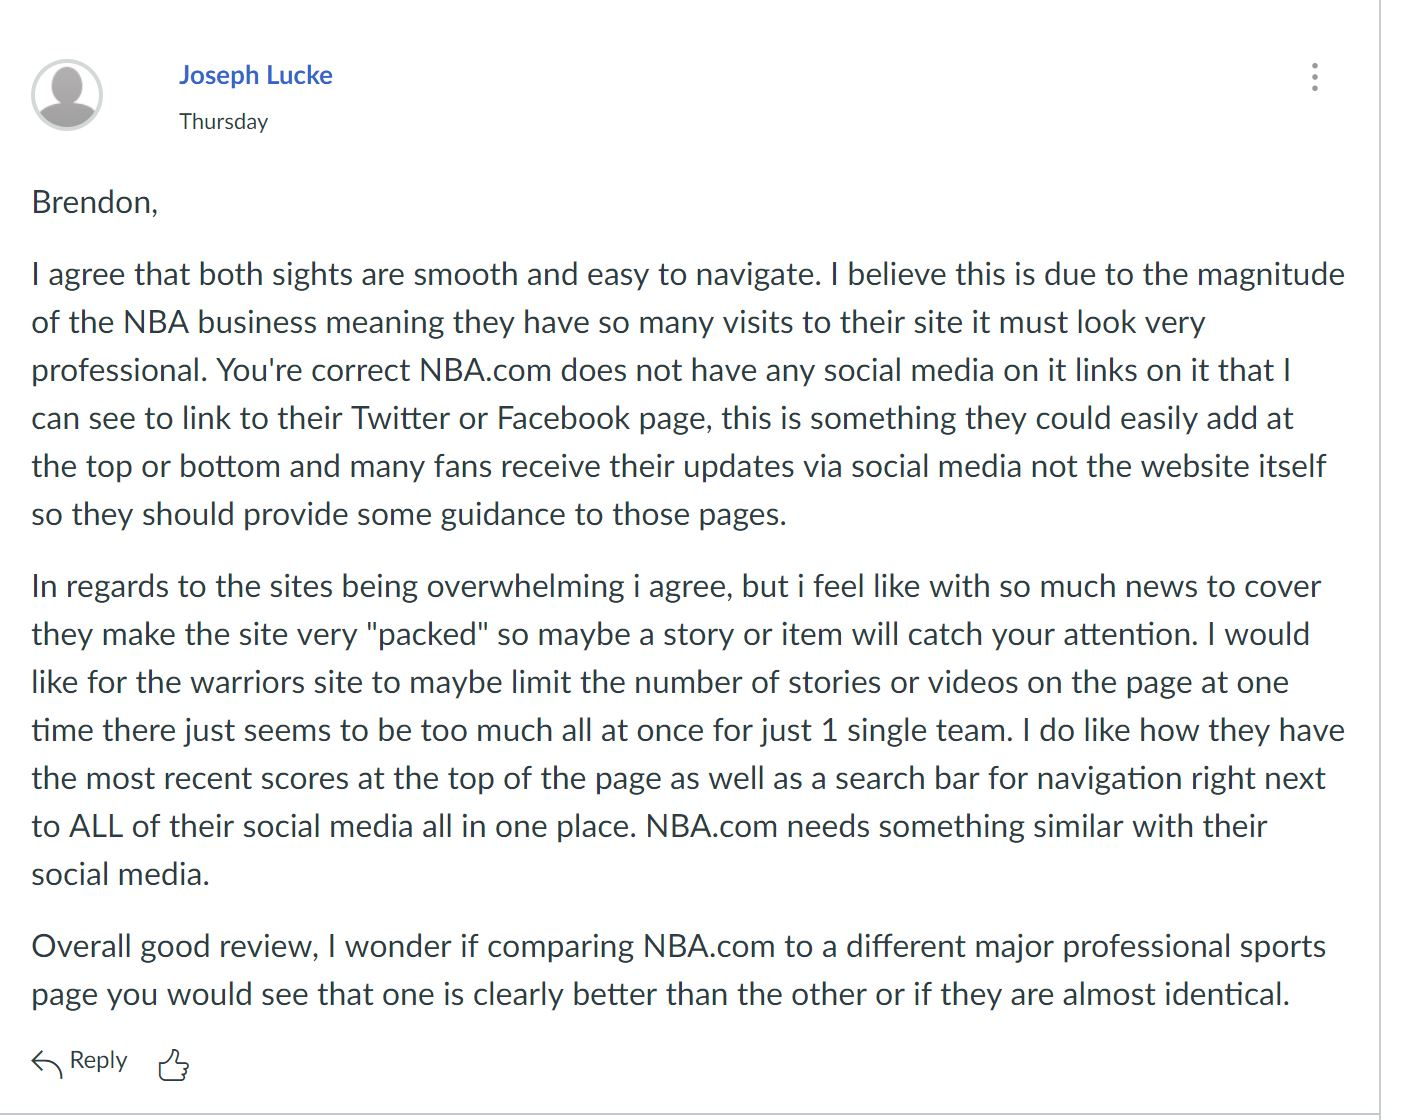 Joseph Lucke
Thursday
Brendon,
I agree that both sights are smooth and easy to navigate. I believe this is due to the magnitude
of the NBA business meaning they have so many visits to their site it must look very
professional. You're correct NBA.com does not have any social media on it links on it that I
can see to link to their Twitter or Facebook page, this is something they could easily add at
the top or bottom and many fans receive their updates via social media not the website itself
so they should provide some guidance to those pages.
In regards to the sites being overwhelming i agree, but i feel like with so much news to cover
they make the site very "packed" so maybe a story or item will catch your attention. I would
like for the warriors site to maybe limit the number of stories or videos on the page at one
time there just seems to be too much all at once for just 1 single team. I do like how they have
the most recent scores at the top of the page as well as a search bar for navigation right next
to ALL of their social media all in one place. NBA.com needs something similar with their
social media.
Overall good review, I wonder if comparing NBA.com to a different major professional sports
page you would see that one is clearly better than the other or if they are almost identical.
Reply